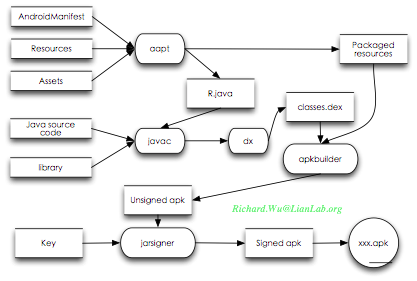 AndroidManifest
Resources
Assets
aapt
Packaged
resources
R.java
Java source
code
library
javac
dx
classes.dex
apkbuilder
Unsigned apk
Richard.Wu@LianLab.org
Key
jarsigner
Signed apk
xxx.apk